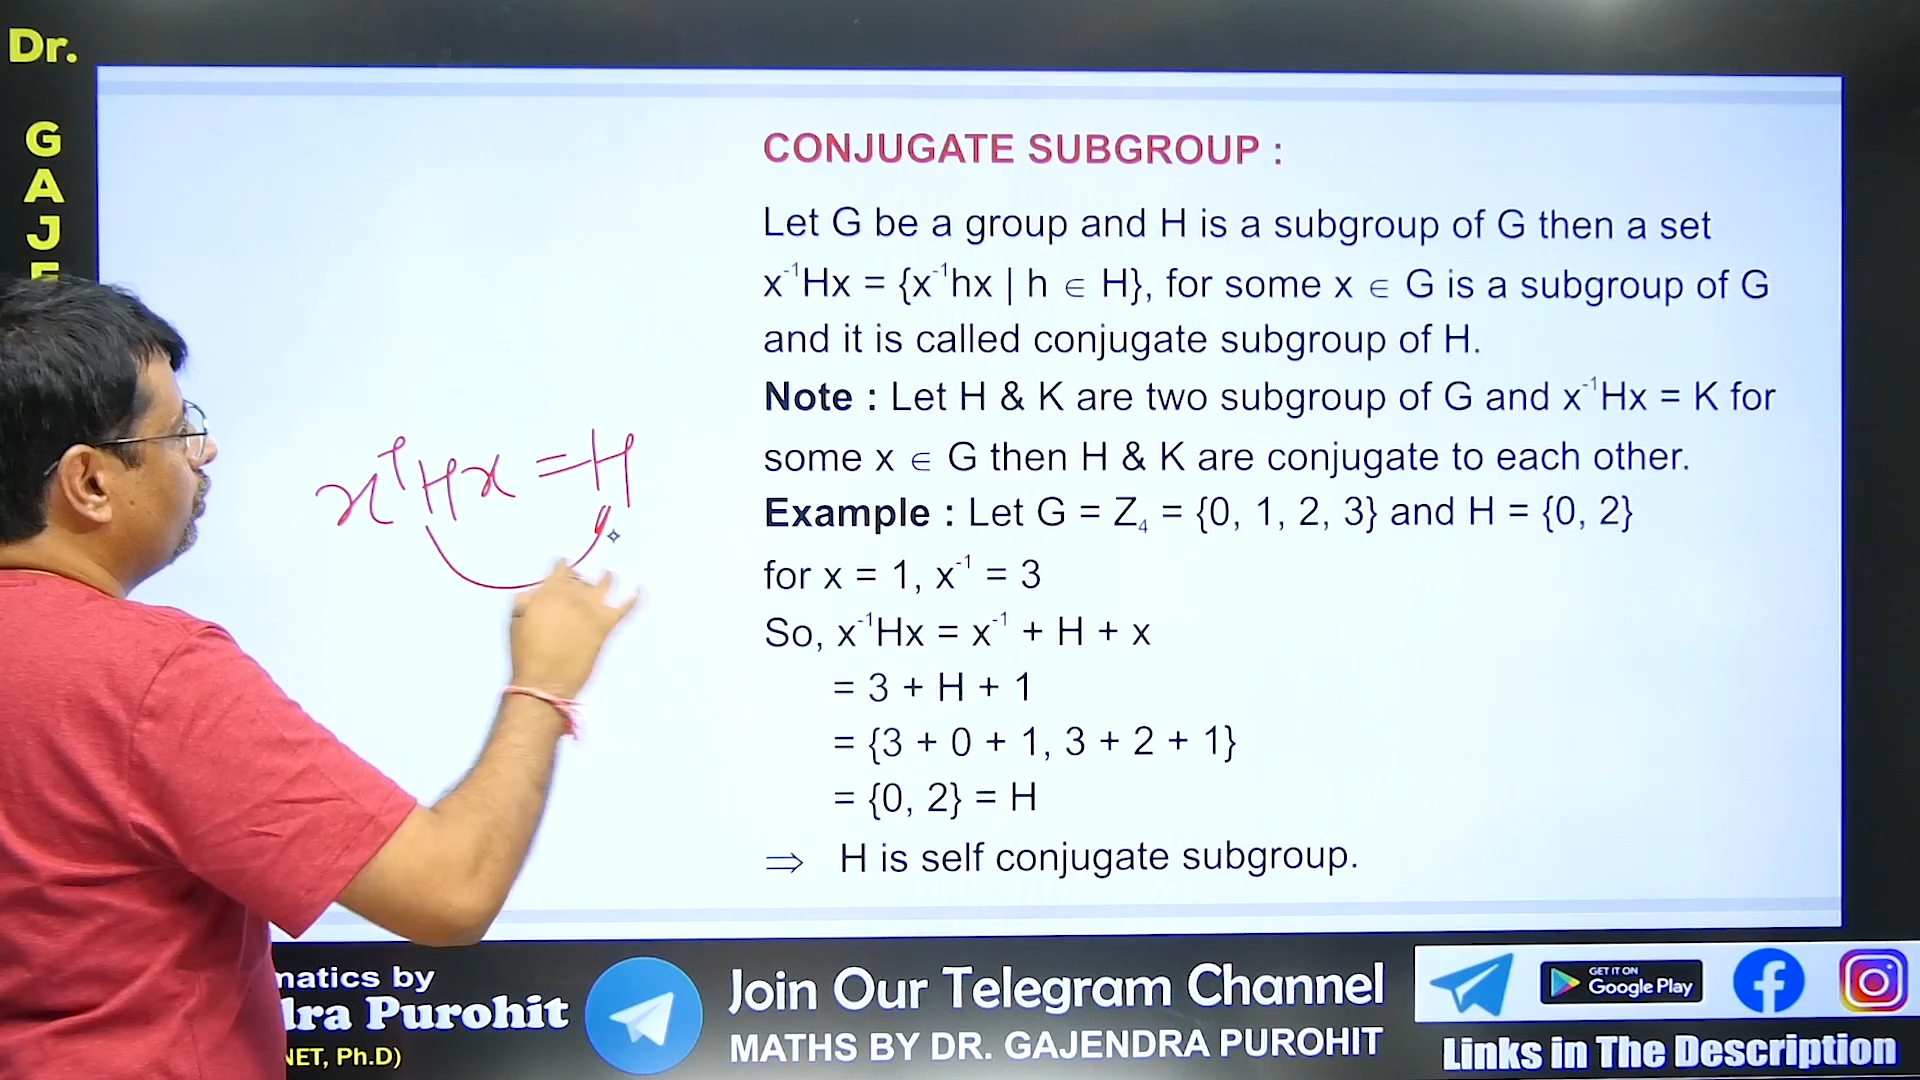 Dr.
G
A
J
E
CONJUGATE SUBGROUP :
Let G be a group and H is a subgroup of G then a set
x⁻¹Hx = {x⁻¹hx | h ∈ H}, for some x ∈ G is a subgroup of G
and it is called conjugate subgroup of H.
Note : Let H & K are two subgroup of G and x⁻¹Hx = K for
some x ∈ G then H & K are conjugate to each other.
Example : Let G = Z₄ = {0, 1, 2, 3} and H = {0, 2}
for x = 1, x⁻¹ = 3
So, x⁻¹Hx = x⁻¹ + H + x
= 3 + H + 1
= {3 + 0 + 1, 3 + 2 + 1}
= {0, 2} = H
⇒ H is self conjugate subgroup.
x⁻¹Hx = H
matics by
dra Purohit
NET, Ph.D)
Join Our Telegram Channel
MATHS BY DR. GAJENDRA PUROHIT
GET IT ON
Google Play
Links in The Description